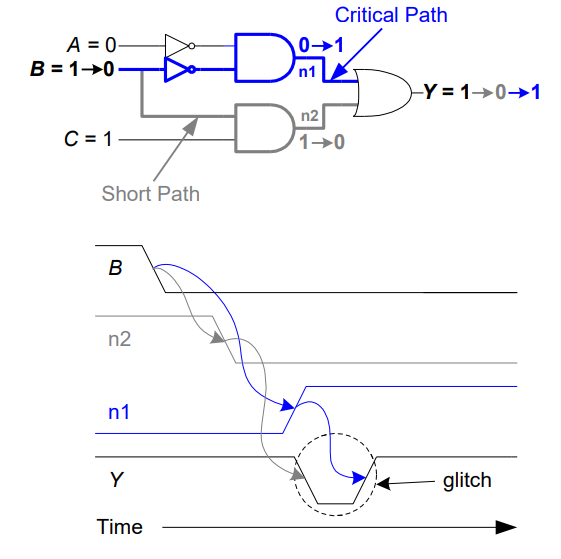 Critical Path
A = 0
0→1
B = 1→0
n1
Y = 1→0→1
n2
C = 1
1→0
Short Path
B
n2
n1
Y
glitch
Time